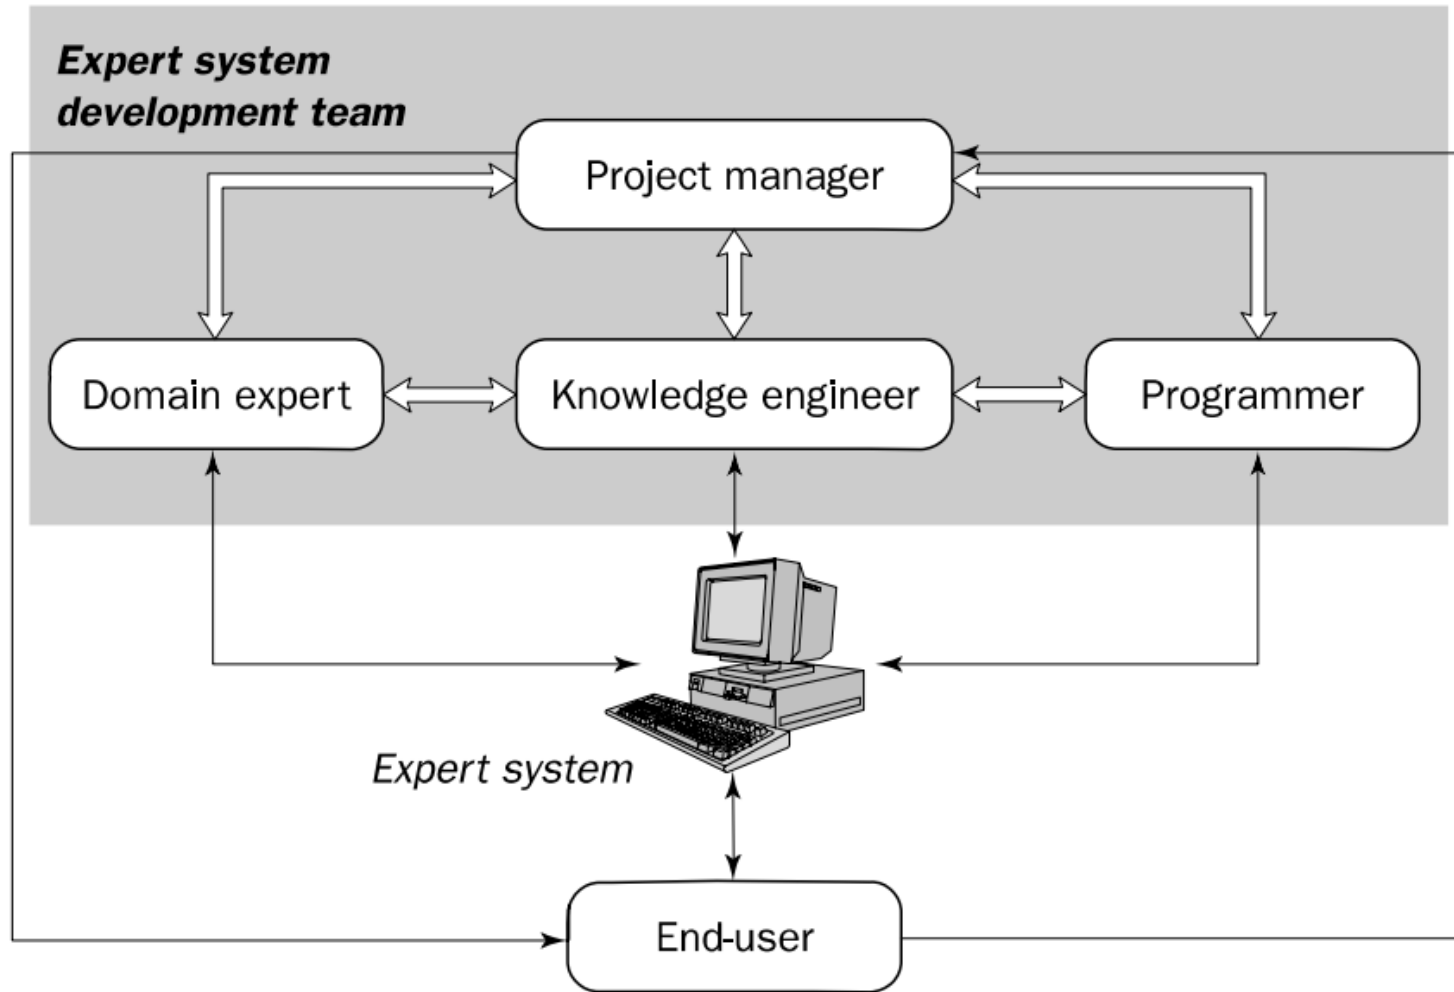 Expert system
development team
Project manager
Domain expert
Knowledge engineer
Programmer
Expert system
End-user